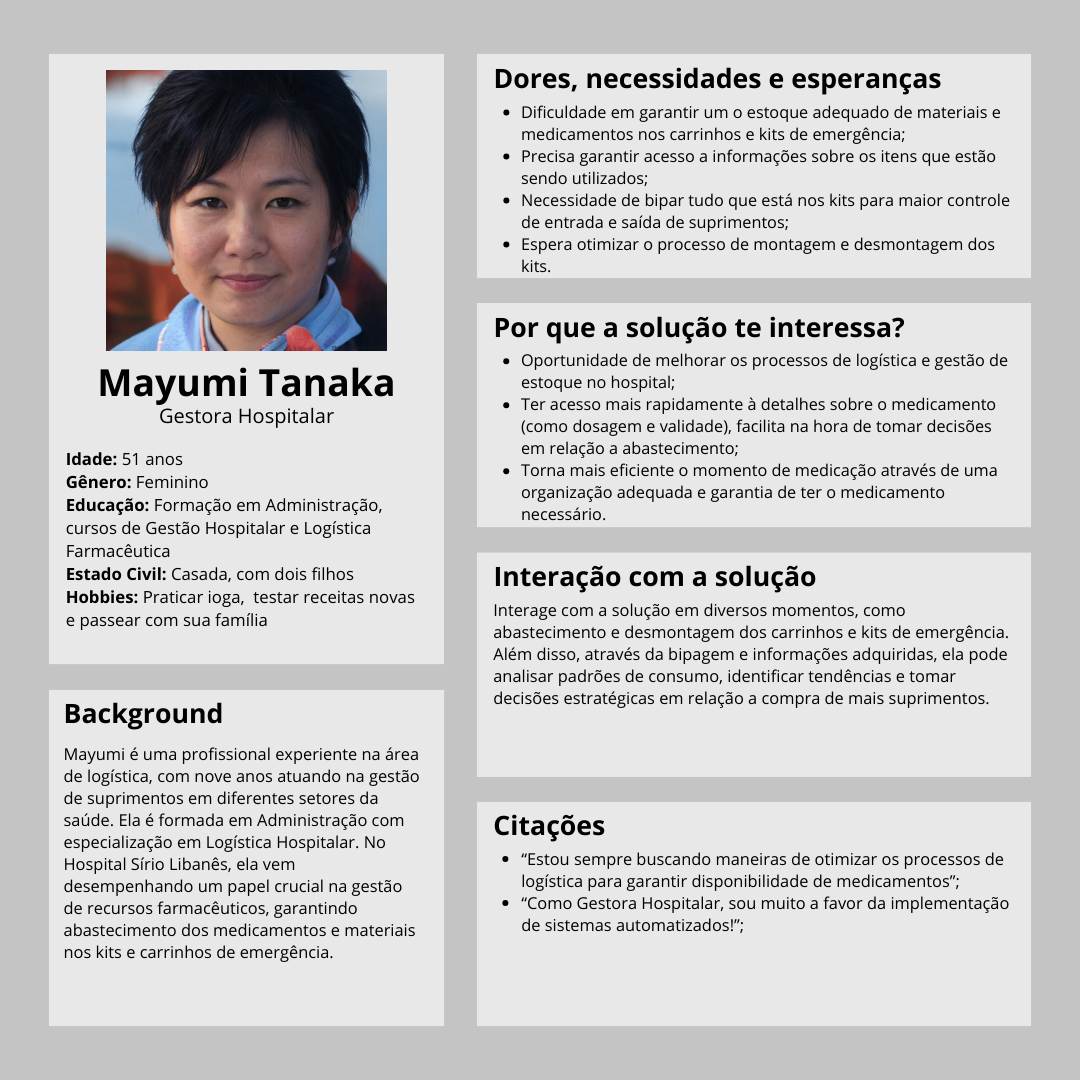 Mayumi Tanaka
Gestora Hospitalar
Idade: 51 anos
Gênero: Feminino
Educação: Formação em Administração,
cursos de Gestão Hospitalar e Logística
Farmacêutica
Estado Civil: Casada, com dois filhos
Hobbies: Praticar ioga,  testar receitas novas
e passear com sua família
Background
Mayumi é uma profissional experiente na área
de logística, com nove anos atuando na gestão
de suprimentos em diferentes setores da
saúde. Ela é formada em Administração com
especialização em Logística Hospitalar. No
Hospital Sírio Libanês, ela vem
desempenhando um papel crucial na gestão
de recursos farmacêuticos, garantindo
abastecimento dos medicamentos e materiais
nos kits e carrinhos de emergência.
Dores, necessidades e esperanças
• Dificuldade em garantir um o estoque adequado de materiais e
medicamentos nos carrinhos e kits de emergência;
• Precisa garantir acesso a informações sobre os itens que estão
sendo utilizados;
• Necessidade de bipar tudo que está nos kits para maior controle
de entrada e saída de suprimentos;
• Espera otimizar o processo de montagem e desmontagem dos
kits.
Por que a solução te interessa?
• Oportunidade de melhorar os processos de logística e gestão de
estoque no hospital;
• Ter acesso mais rapidamente à detalhes sobre o medicamento
(como dosagem e validade), facilita na hora de tomar decisões
em relação a abastecimento;
• Torna mais eficiente o momento de medicação através de uma
organização adequada e garantia de ter o medicamento
necessário.
Interação com a solução
Interage com a solução em diversos momentos, como
abastecimento e desmontagem dos carrinhos e kits de emergência.
Além disso, através da bipagem e informações adquiridas, ela pode
analisar padrões de consumo, identificar tendências e tomar
decisões estratégicas em relação a compra de mais suprimentos.
Citações
• “Estou sempre buscando maneiras de otimizar os processos de
logística para garantir disponibilidade de medicamentos”;
• “Como Gestora Hospitalar, sou muito a favor da implementação
de sistemas automatizados!”;